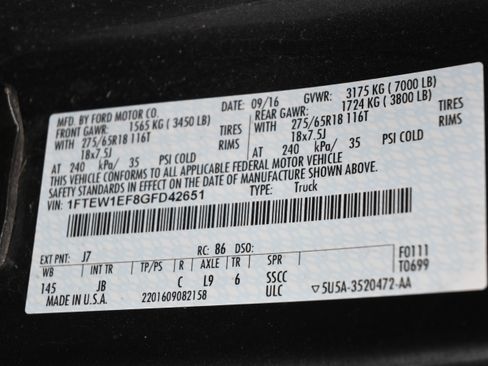 MFD. BY FORD MOTOR CO. DATE: 09/16 GVWR: 3175 KG ( 7000 LB)
FRONT GAWR: 1565 KG ( 3450 LB) REAR GAWR: 1724 KG ( 3800 LB)
WITH 275/65R18 116T TIRES WITH 275/65R18 116T TIRES
18x7.5J RIMS 18x7.5J RIMS
AT 240 kPa/ 35 PSI COLD AT 240 kPa/ 35 PSI COLD
THIS VEHICLE CONFORMS TO ALL APPLICABLE FEDERAL MOTOR VEHICLE
SAFETY STANDARDS IN EFFECT ON THE DATE OF MANUFACTURE SHOWN ABOVE.
VIN: 1FTEW1EF8GFD42651 TYPE: Truck
EXT PNT: J7 RC: 86 DSO:
WB INT TR TP/PS R AXLE TR SPR F0111
145 JB C L9 6 SSCC T0699
MADE IN U.S.A. 2201609082158 ULC ▽5U5A-3520472-AA